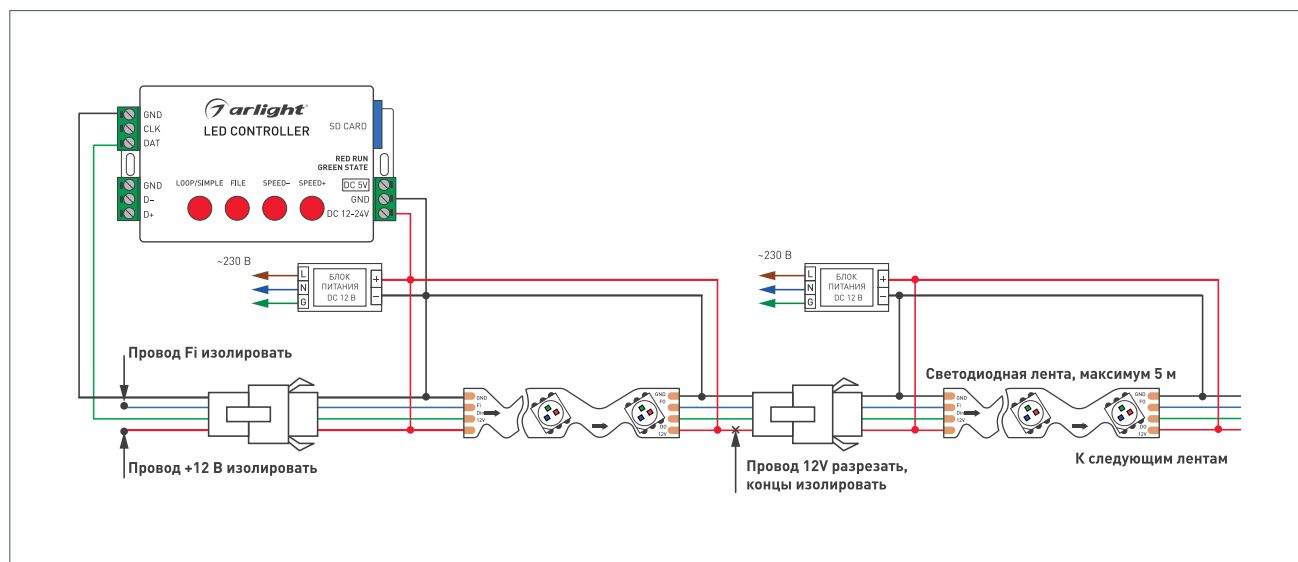 arlight
LED CONTROLLER
SD CARD
RED RUN
GREEN STATE
GND
CLK
DAT
GND
D–
D+
LOOP/SIMPLE
FILE
SPEED–
SPEED+
DC 5V
GND
DC 12-24V
~230 В
L
N
G
БЛОК
ПИТАНИЯ
DC 12 В
+
–
~230 В
L
N
G
БЛОК
ПИТАНИЯ
DC 12 В
+
–
Провод Fi изолировать
Провод +12 В изолировать
GND
Fi
Din
12V
GND
FO
DO
12V
Провод 12V разрезать,
концы изолировать
Светодиодная лента, максимум 5 м
GND
Fi
Din
12V
GND
FO
DO
12V
К следующим лентам